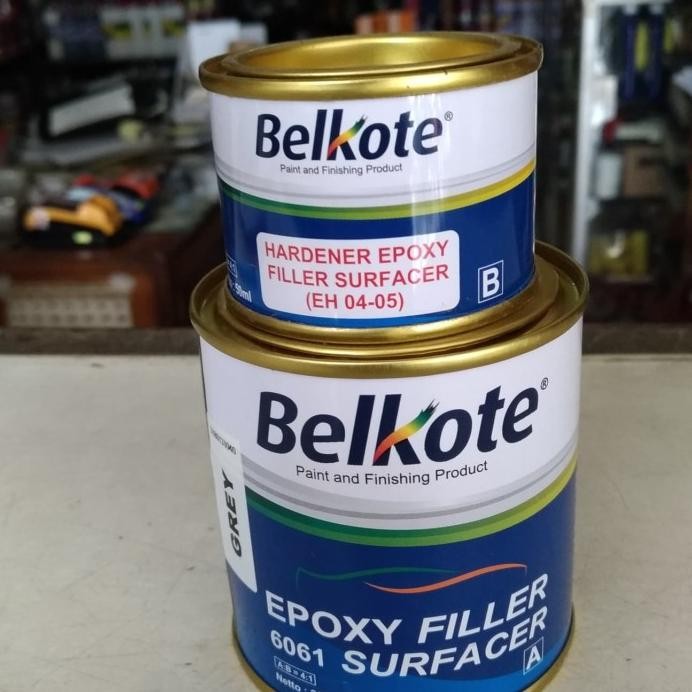 Belkote®
Paint and Finishing Product
HARDENER EPOXY
FILLER SURFACER
(EH 04-05)
B
Belkote®
Paint and Finishing Product
GREY
EPOXY FILLER
6061 SURFACER
A
A:B = 4:1
Netto :